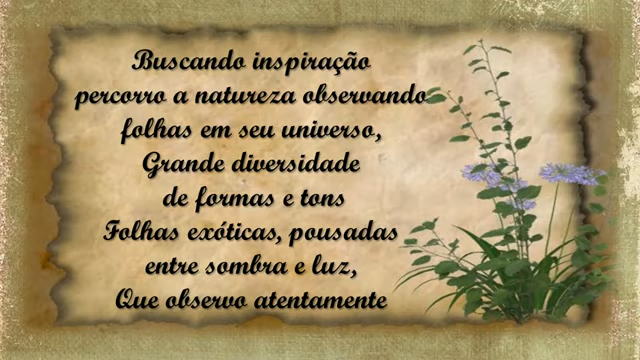 Buscando inspiração
percorro a natureza observando
folhas em seu universo,
Grande diversidade
de formas e tons
Folhas exóticas, pousadas
entre sombra e luz,
Que observo atentamente